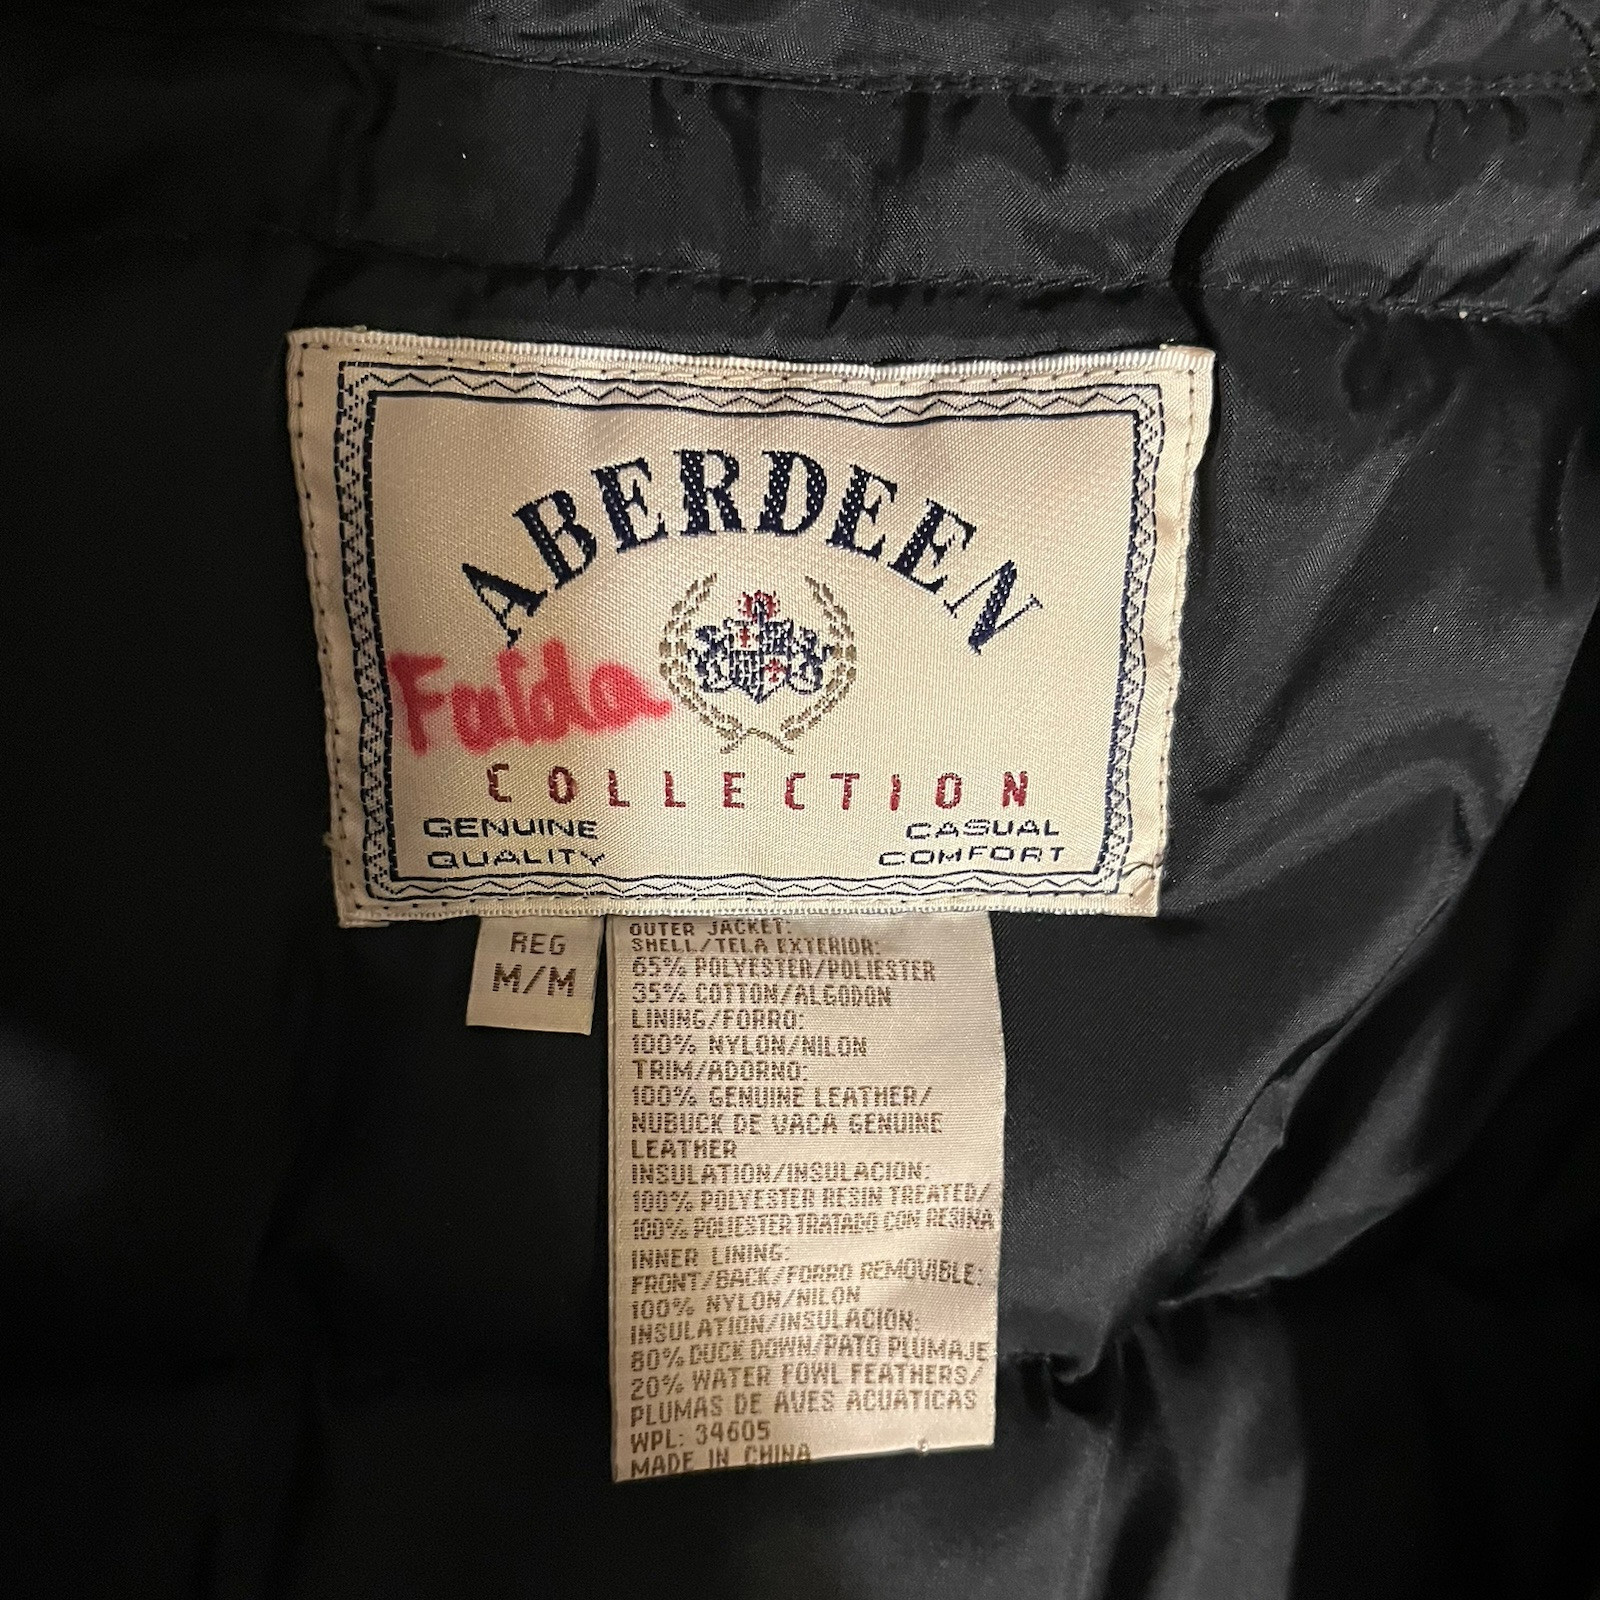 ABERDEEN
Falda
COLLECTION
GENUINE QUALITY
CASUAL COMFORT
REG
M/M
OUTER JACKET:
SHELL/TELA EXTERIOR:
65% POLYESTER/POLIESTER
35% COTTON/ALGODON
LINING/FORRO:
100% NYLON/NILON
TRIM/ADORNO:
100% GENUINE LEATHER/
NUBUCK DE VACA GENUINE
LEATHER
INSULATION/INSULACION:
100% POLYESTER RESIN TREATED/
100% POLIESTER TRATADO CON RESINA
INNER LINING:
FRONT/BACK/FORRO REMOVIBLE:
100% NYLON/NILON
INSULATION/INSULACION:
80% DUCK DOWN/PATO PLUMAJE
20% WATER FOWL FEATHERS/
PLUMAS DE AVES ACUATICAS
WPL: 34605
MADE IN CHINA